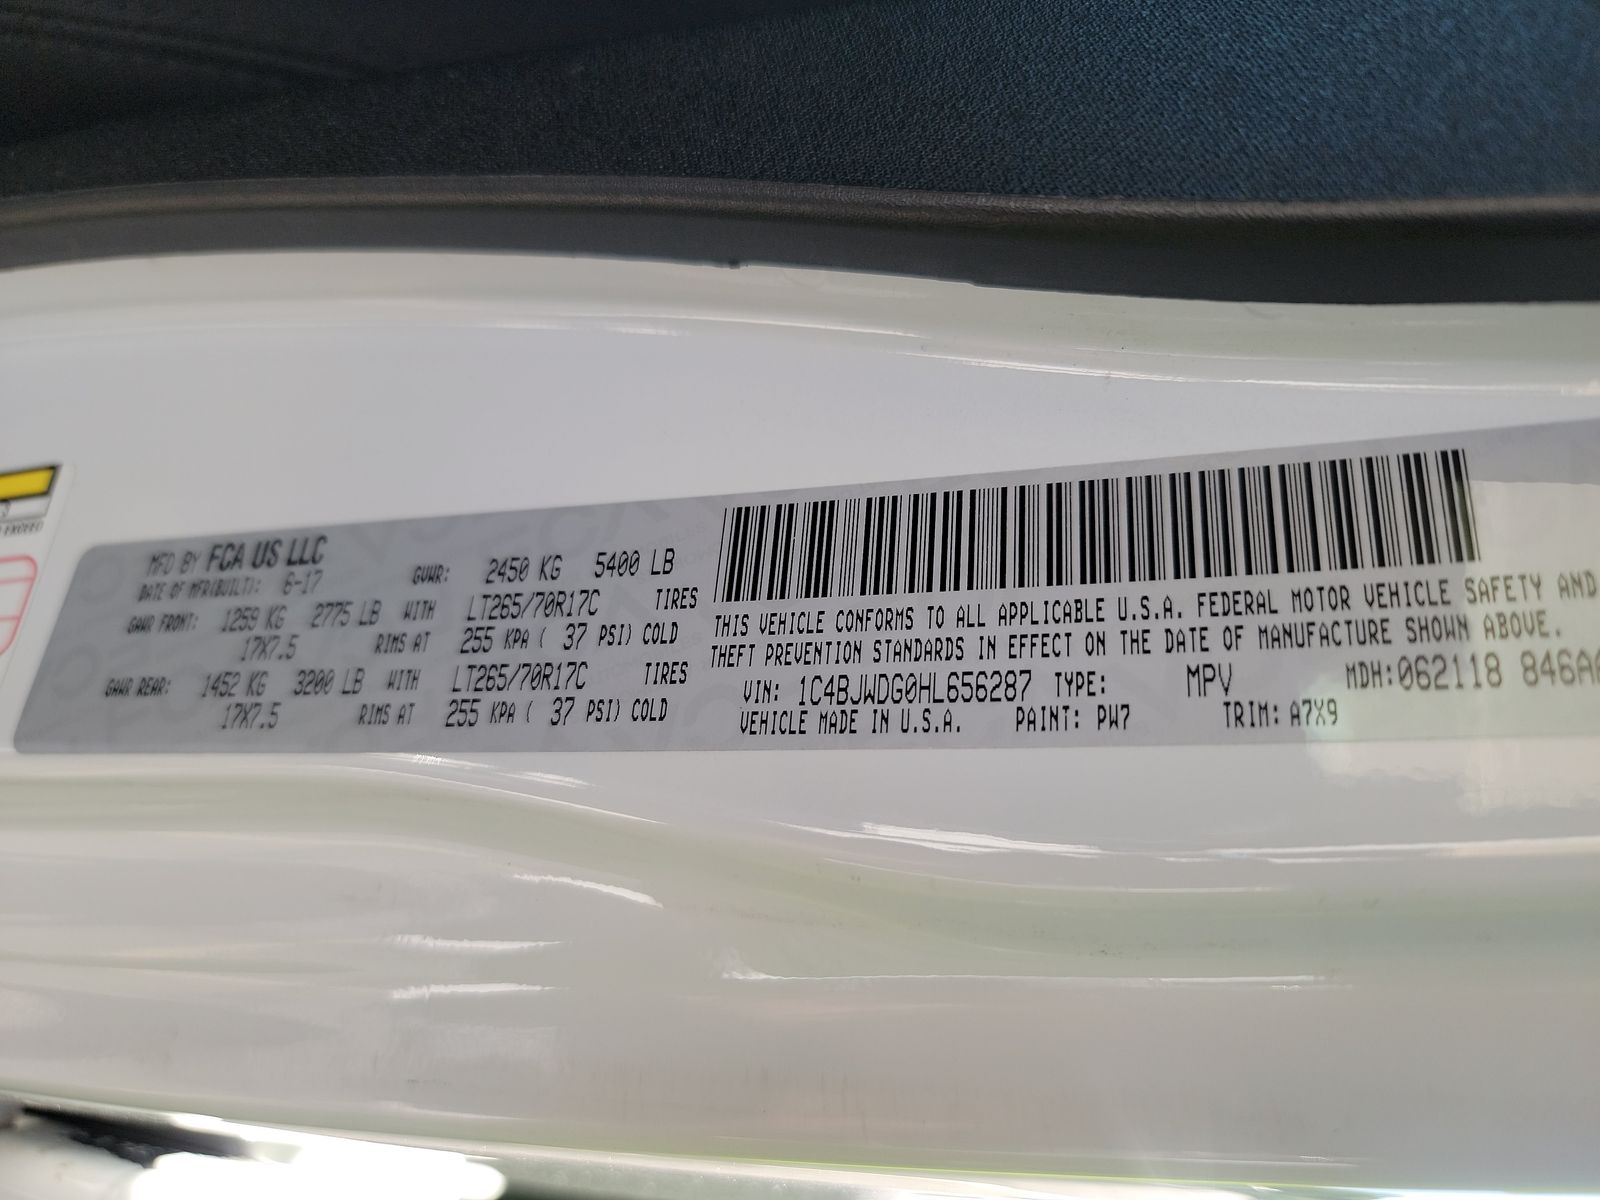 EXCEED
MFD BY FCA US LLC
DATE OF MFR(BUILT): 6-17 GVWR: 2450 KG 5400 LB
GAWR FRONT: 1259 KG 2775 LB WITH LT265/70R17C TIRES
17X7.5 RIMS AT 255 KPA ( 37 PSI) COLD
GAWR REAR: 1452 KG 3200 LB WITH LT265/70R17C TIRES
17X7.5 RIMS AT 255 KPA ( 37 PSI) COLD
THIS VEHICLE CONFORMS TO ALL APPLICABLE U.S.A. FEDERAL MOTOR VEHICLE SAFETY AND
THEFT PREVENTION STANDARDS IN EFFECT ON THE DATE OF MANUFACTURE SHOWN ABOVE.
VIN: 1C4BJWDG0HL656287 TYPE: MPV MDH:062118 846AA
VEHICLE MADE IN U.S.A. PAINT: PW7 TRIM: A7X9